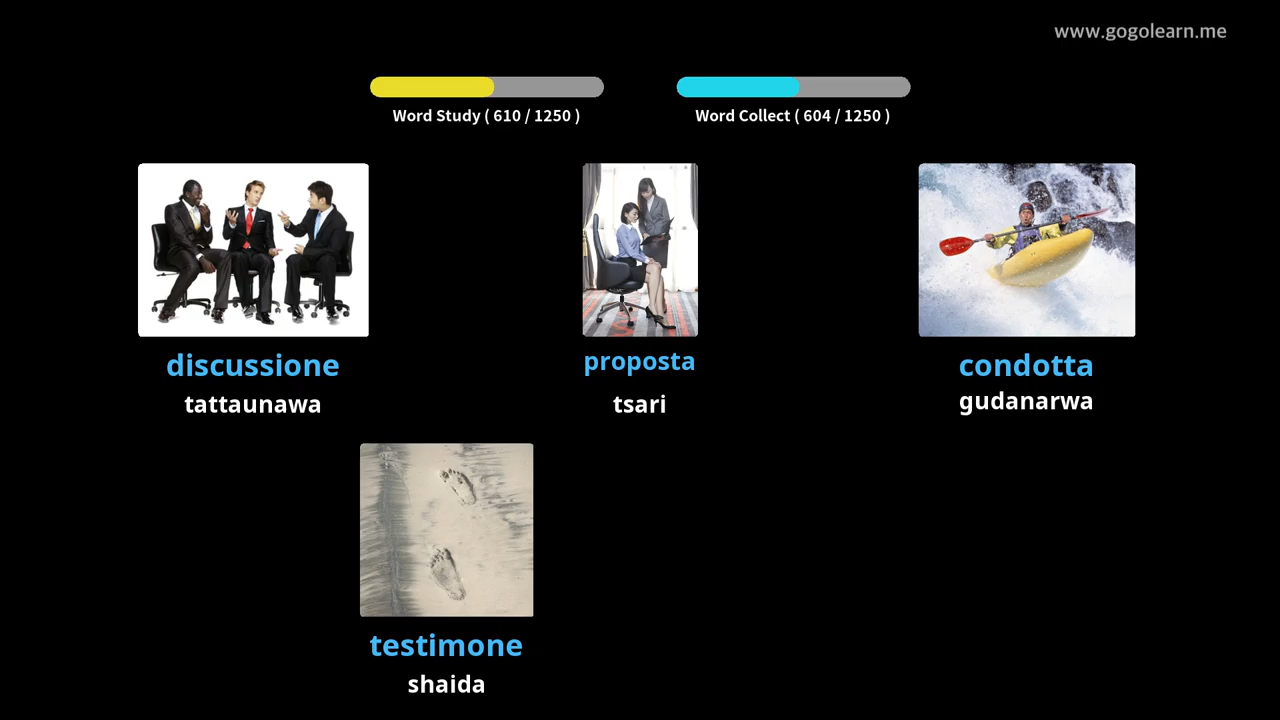 www.gogolearn.me
Word Study ( 610 / 1250 )
Word Collect ( 604 / 1250 )
discussione
tattaunawa
proposta
tsari
condotta
gudanarwa
testimone
shaida